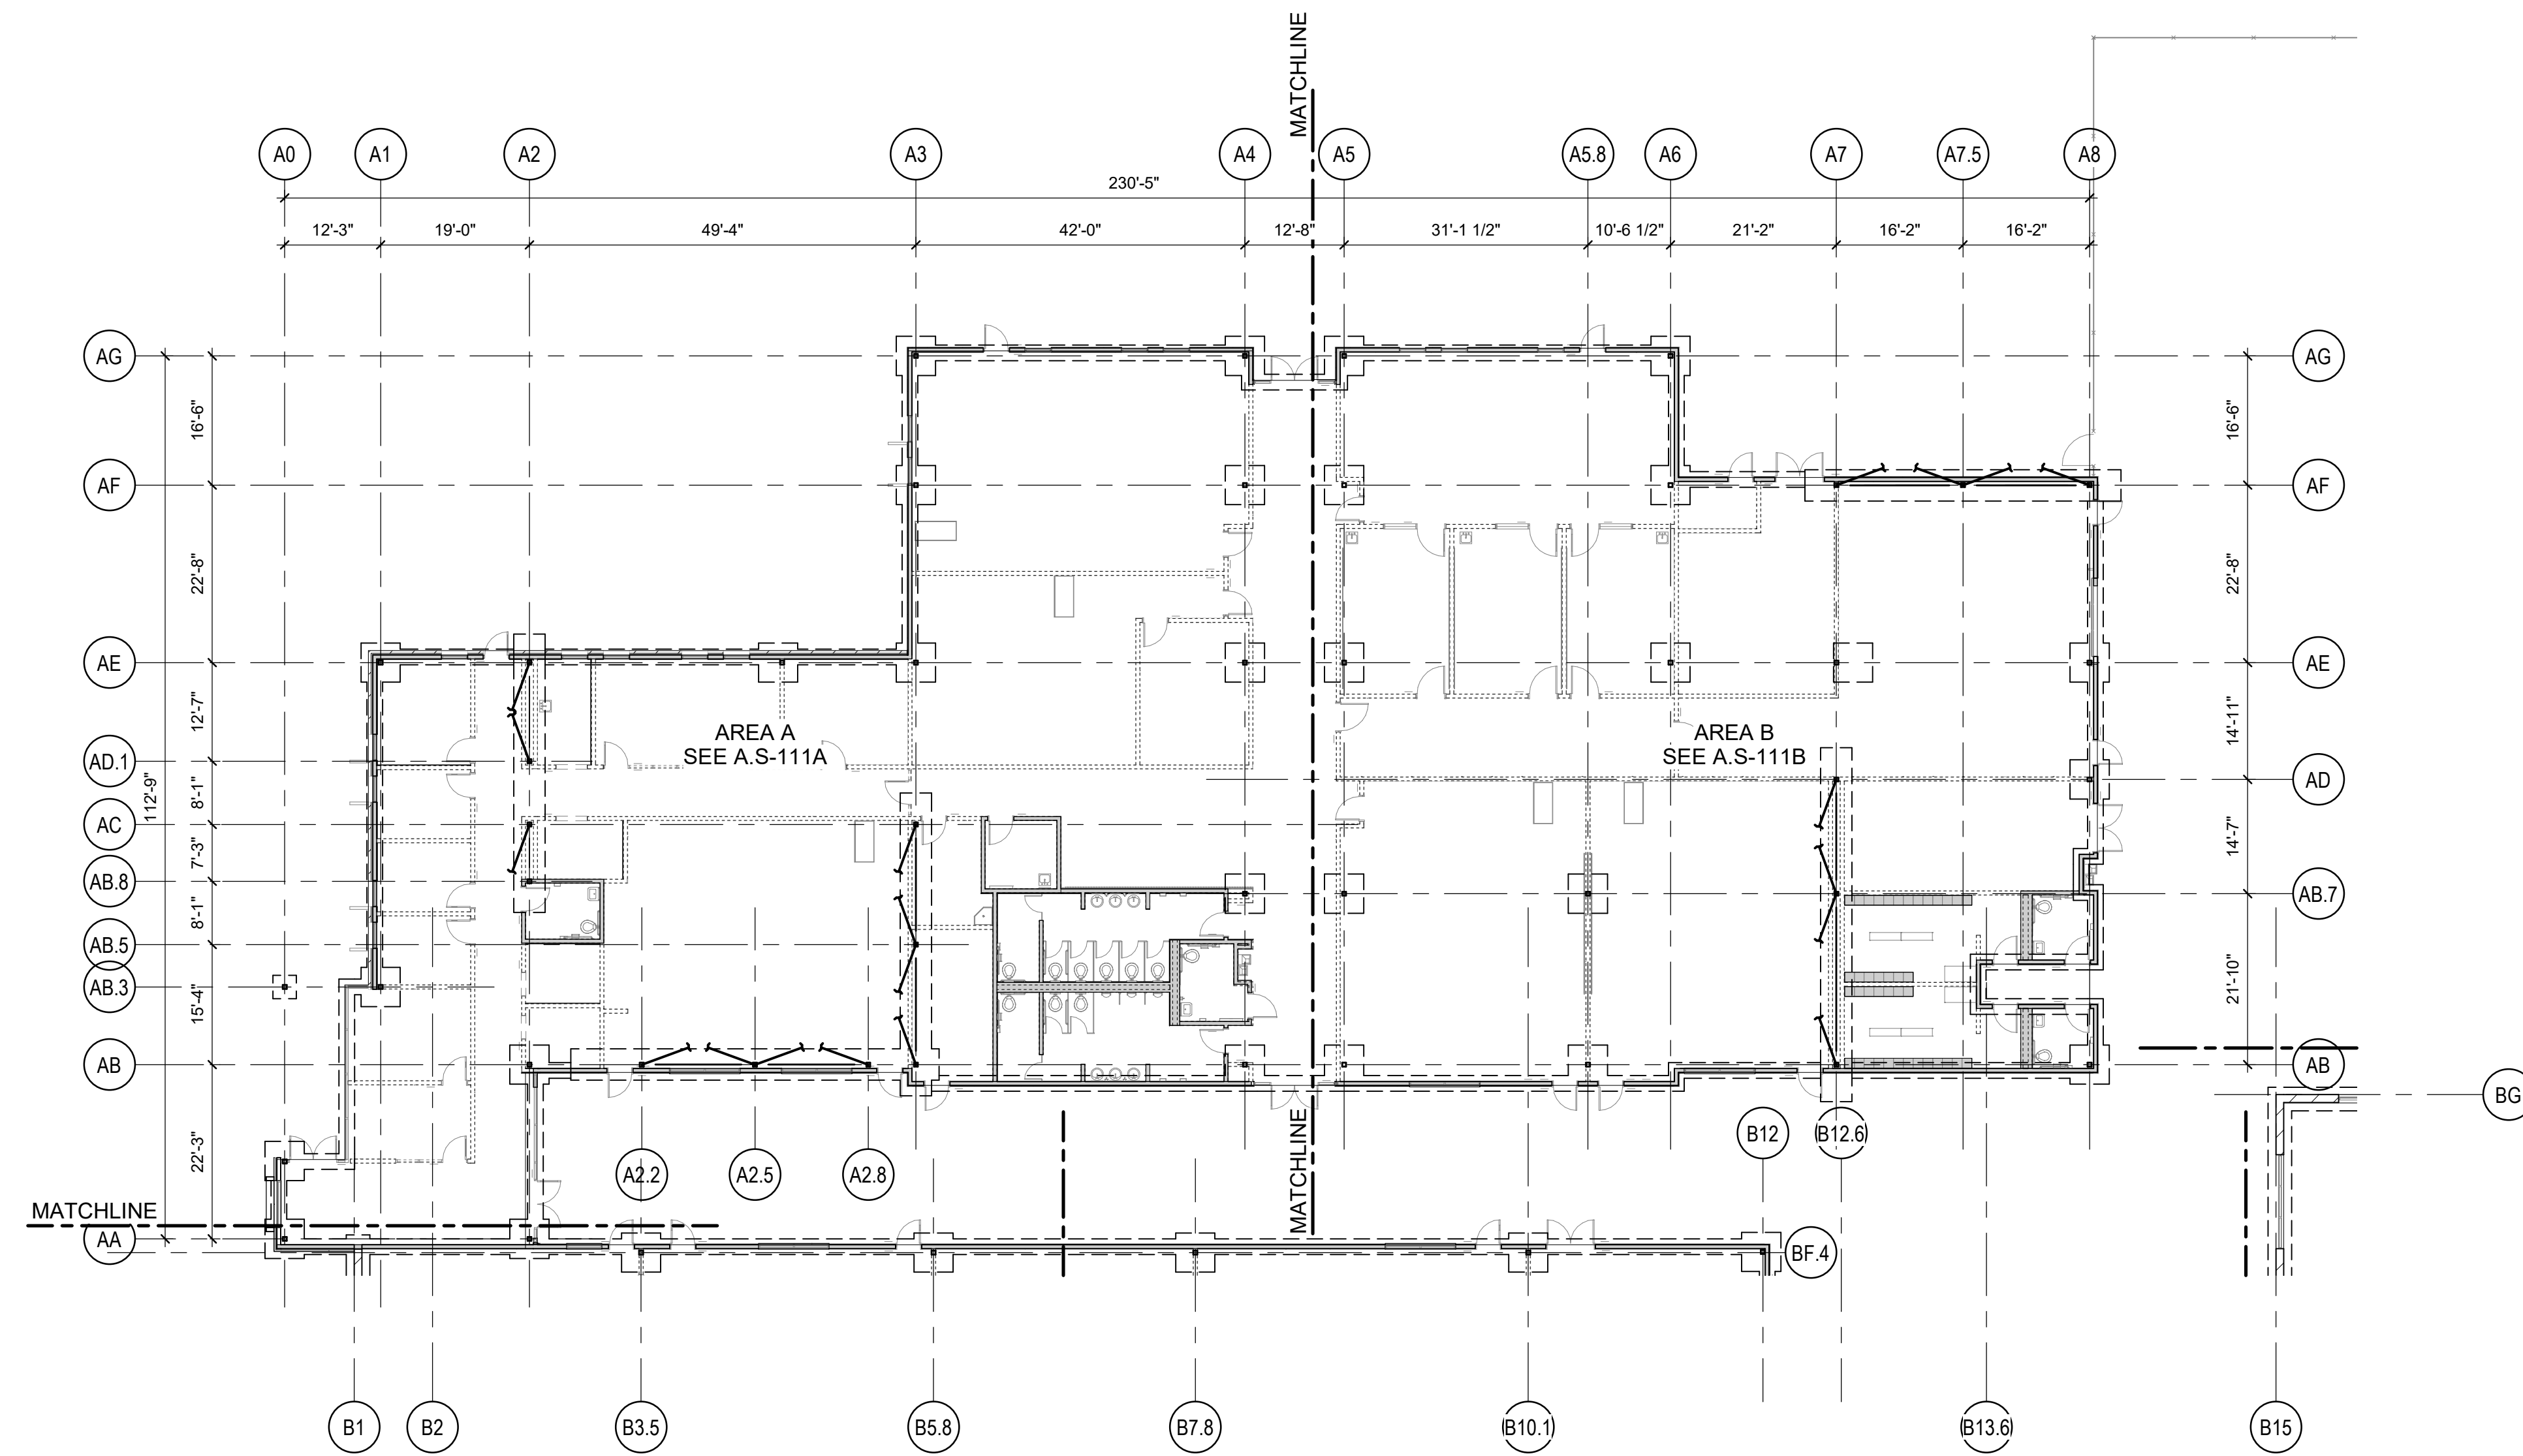 MATCHLINE
A0
A1
A2
A3
A4
A5
A5.8
A6
A7
A7.5
A8
230'-5"
12'-3"
19'-0"
49'-4"
42'-0"
12'-8"
31'-1 1/2"
10'-6 1/2"
21'-2"
16'-2"
16'-2"
AG
AG
16'-6"
16'-6"
AF
AF
22'-8"
22'-8"
AE
AE
12'-7"
14'-11"
AREA A
SEE A.S-111A
AREA B
SEE A.S-111B
AD.1
AD
112'-9"
8'-1"
AC
7'-3"
14'-7"
AB.8
AB.7
8'-1"
AB.5
AB.3
15'-4"
21'-10"
AB
AB
BG
22'-3"
A2.2
A2.5
A2.8
MATCHLINE
B12
B12.6
MATCHLINE
AA
BF.4
B1
B2
B3.5
B5.8
B7.8
B10.1
B13.6
B15